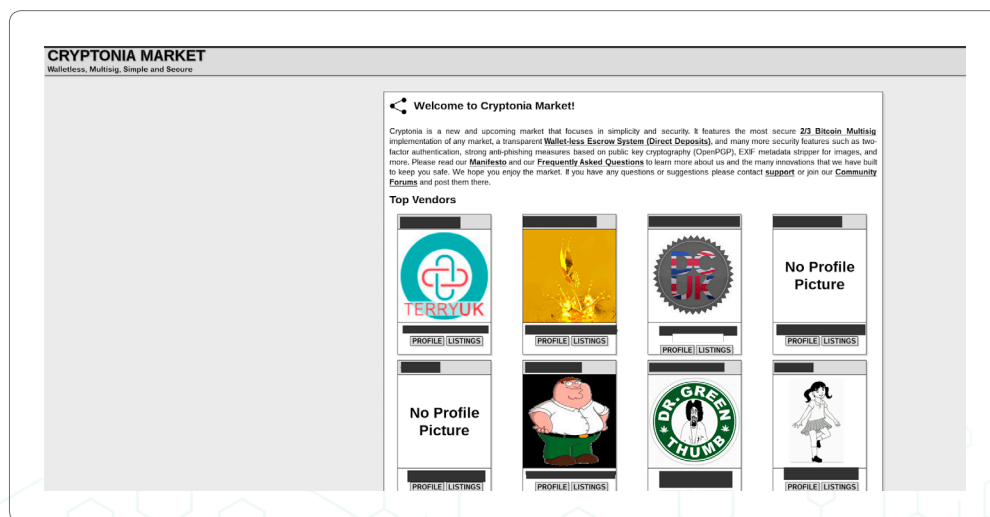 CRYPTONIA MARKET
Walletless, Multisig, Simple and Secure
Welcome to Cryptonia Market!
Cryptonia is a new and upcoming market that focuses in simplicity and security. It features the most secure 2/3 Bitcoin Multisig
implementation of any market, a transparent Wallet-less Escrow System (Direct Deposits), and many more security features such as two-
factor authentication, strong anti-phishing measures based on public key cryptography (OpenPGP), EXIF metadata stripper for images, and
more. Please read our Manifesto and our Frequently Asked Questions to learn more about us and the many innovations that we have built
to keep you safe. We hope you enjoy the market. If you have any questions or suggestions please contact support or join our Community
Forums and post them there.
Top Vendors
TERRYUK
PC
UK
No Profile
Picture
PROFILE LISTINGS
PROFILE LISTINGS
PROFILE LISTINGS
PROFILE LISTINGS
No Profile
Picture
DR. GREEN
THUMB
PROFILE LISTINGS
PROFILE LISTINGS
PROFILE LISTINGS